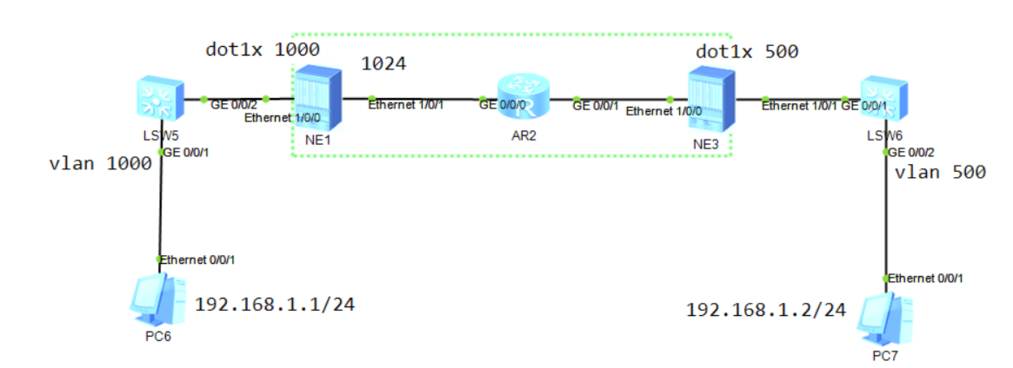 dot1x 1000
1024
dot1x 500
GE 0/0/2
Ethernet 1/0/0
Ethernet 1/0/1
GE 0/0/0
GE 0/0/1
Ethernet 1/0/0
Ethernet 1/0/1
GE 0/0/1
LSW5
NE1
AR2
NE3
LSW6
GE 0/0/1
vlan 1000
GE 0/0/2
vlan 500
Ethernet 0/0/1
192.168.1.1/24
PC6
Ethernet 0/0/1
192.168.1.2/24
PC7